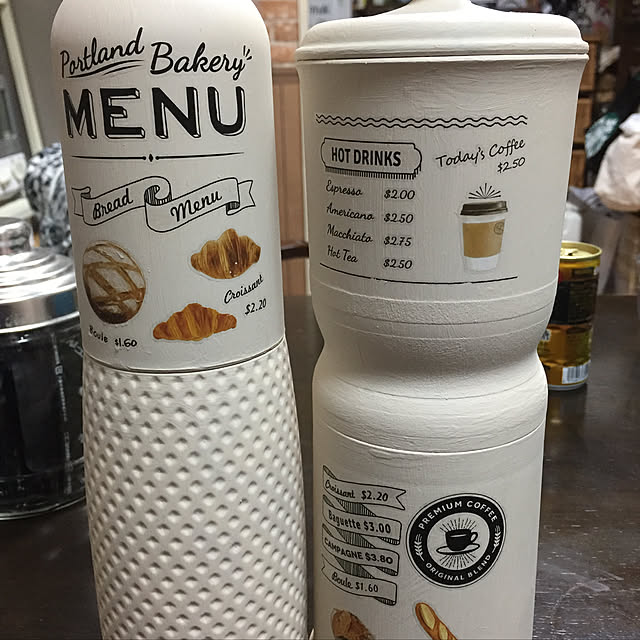 Portland Bakery
MENU
Bread Menu
Croissant
$2.20
Boule $1.60
HOT DRINKS
Espresso $2.00
Americano $2.50
Macchiato $2.75
Hot Tea $2.50
Today's Coffee
$2.50
Croissant $2.20
Baguette $3.00
CAMPAGNE $3.80
Boule $1.60
PREMIUM COFFEE
ORIGINAL BLEND